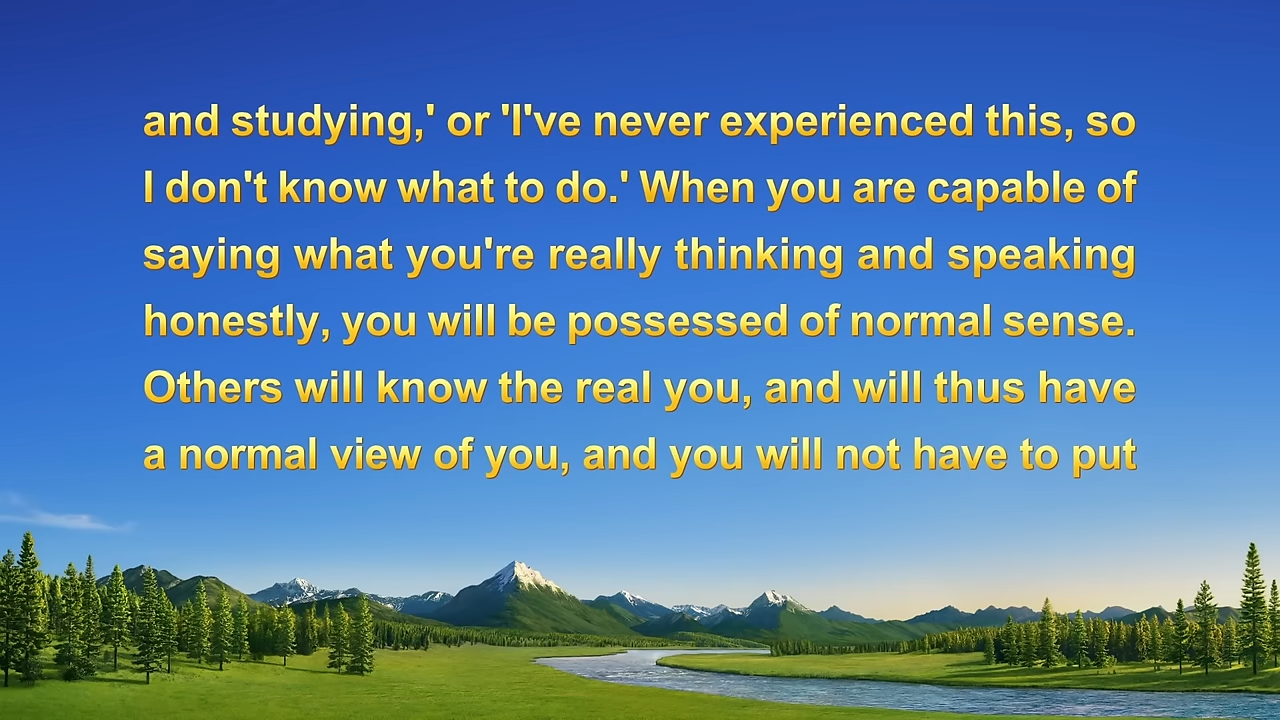 and studying,' or 'I've never experienced this, so
I don't know what to do.' When you are capable of
saying what you're really thinking and speaking
honestly, you will be possessed of normal sense.
Others will know the real you, and will thus have
a normal view of you, and you will not have to put